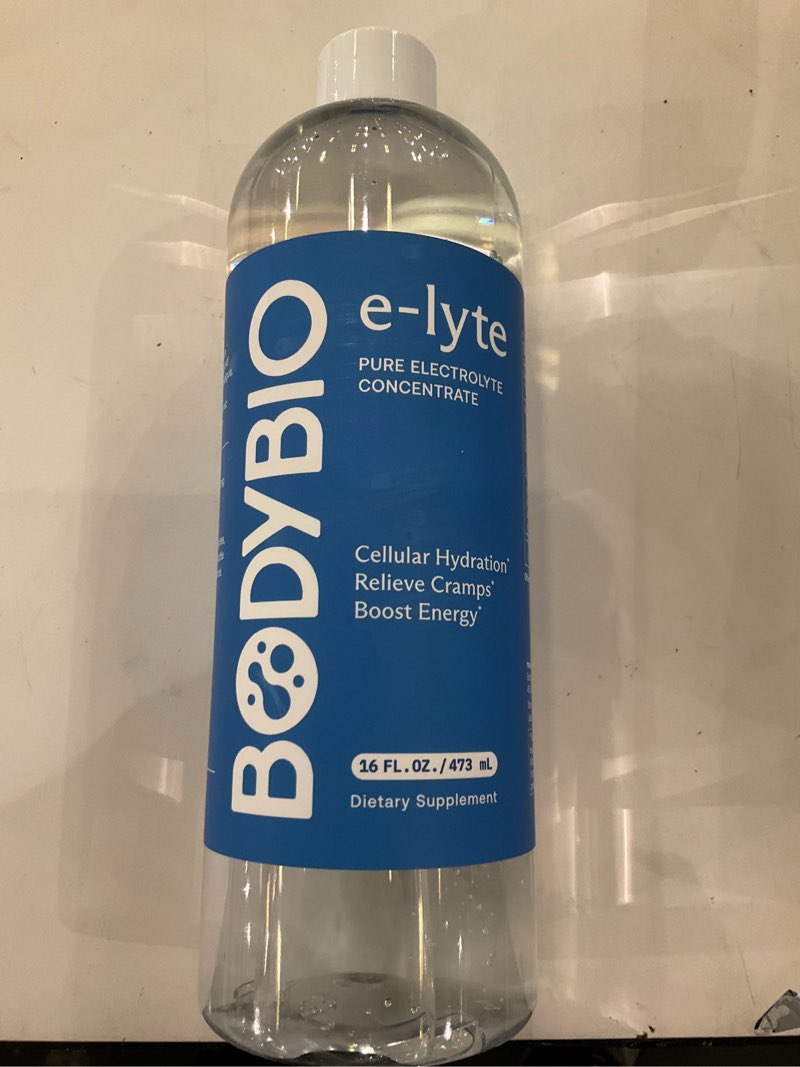 BODYBIO
e-lyte
PURE ELECTROLYTE
CONCENTRATE
Cellular Hydration*
Relieve Cramps*
Boost Energy*
16 FL.OZ./473 mL
Dietary Supplement